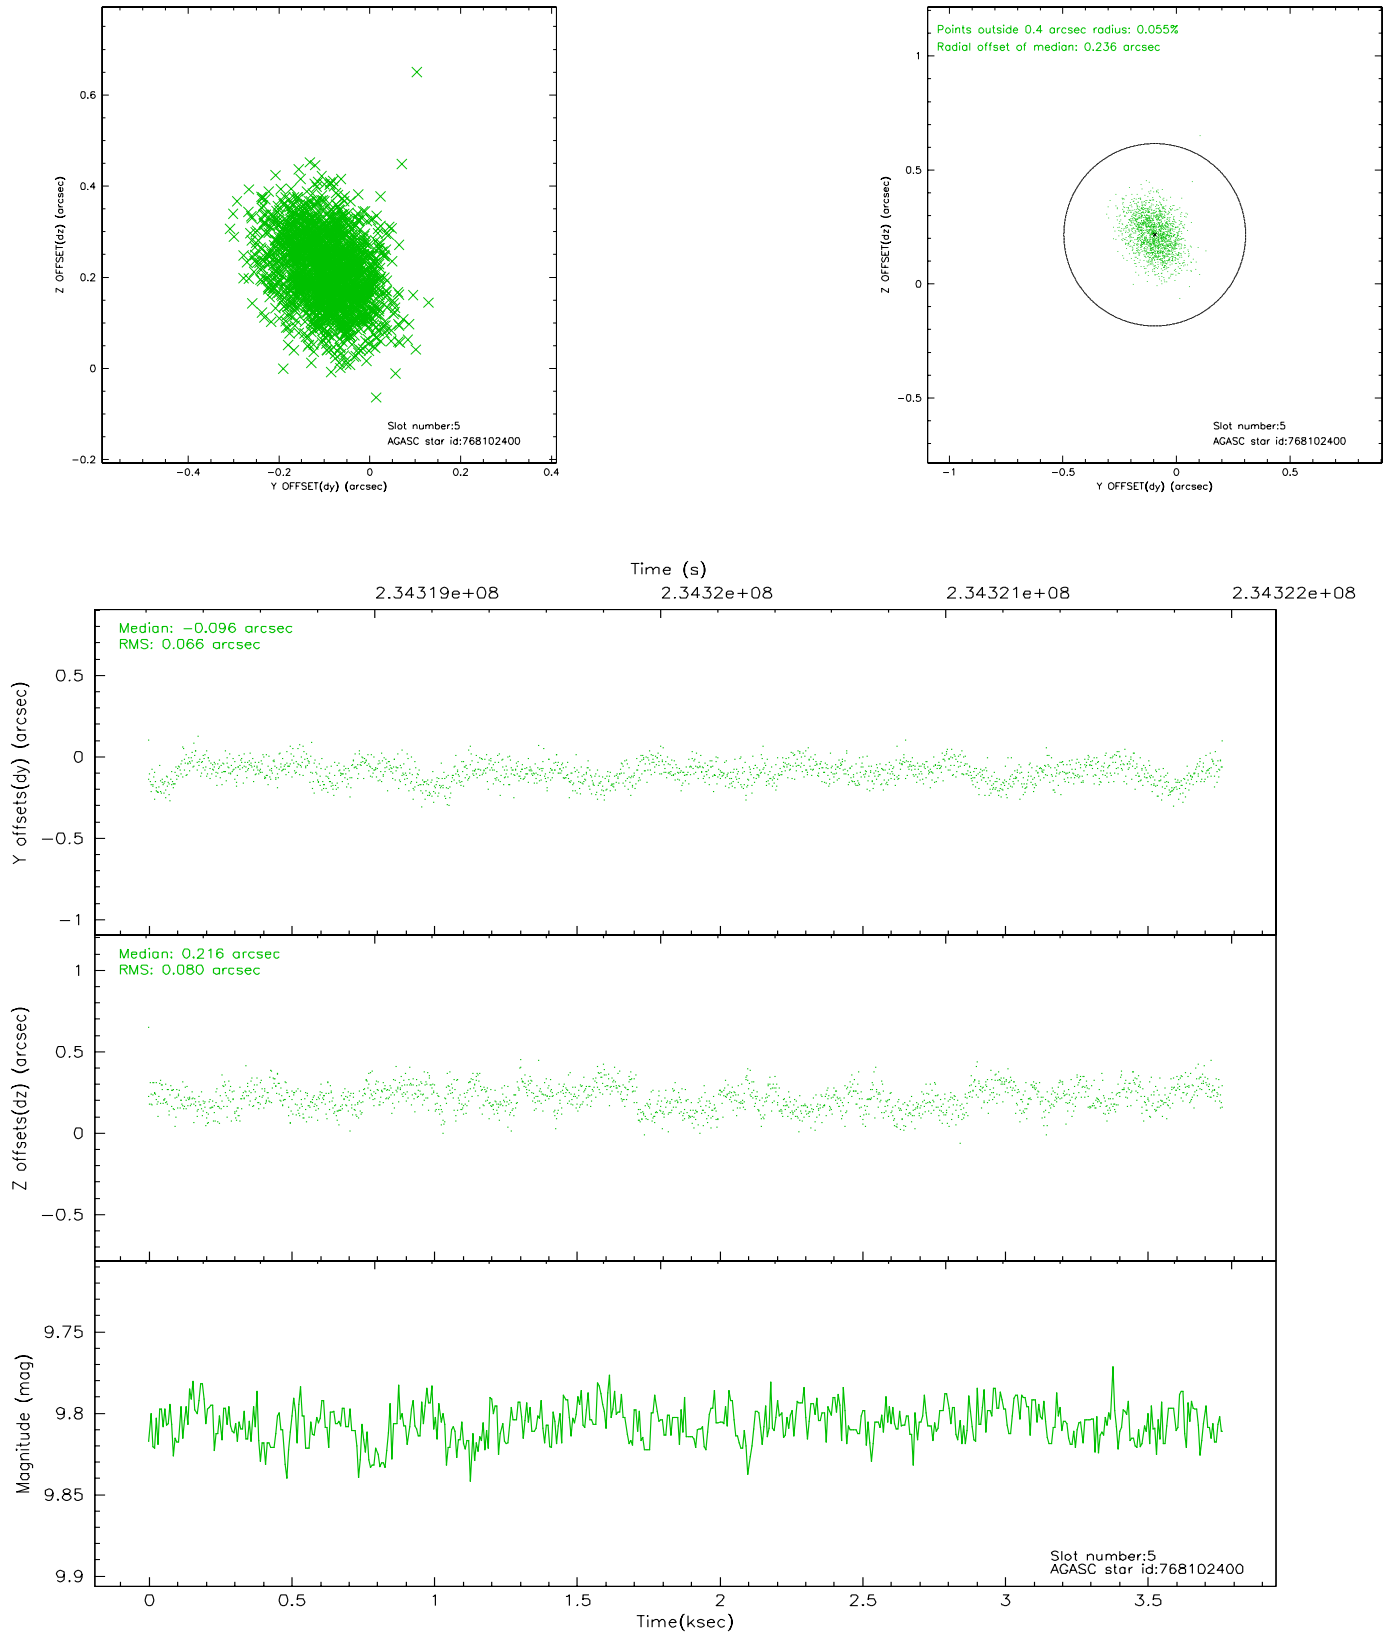 0.6
0.4
0.2
0
-0.2
Z OFFSET(dz) (arcsec)
Slot number:5
AGASC star id:768102400
-0.4
-0.2
0
0.2
0.4
Y OFFSET(dy) (arcsec)
Points outside 0.4 arcsec radius: 0.055%
Radial offset of median: 0.236 arcsec
1
0.5
0
-0.5
Z OFFSET(dz) (arcsec)
Slot number:5
AGASC star id:768102400
-1
-0.5
0
0.5
Y OFFSET(dy) (arcsec)
Time (s)
2.34319e+08
2.3432e+08
2.34321e+08
2.34322e+08
Median: -0.096 arcsec
RMS: 0.066 arcsec
0.5
0
-0.5
-1
Y offsets(dy) (arcsec)
Median: 0.216 arcsec
RMS: 0.080 arcsec
1
0.5
0
-0.5
Z offsets(dz) (arcsec)
9.75
9.8
9.85
9.9
Magnitude (mag)
Slot number:5
AGASC star id:768102400
0
0.5
1
1.5
2
2.5
3
3.5
Time(ksec)